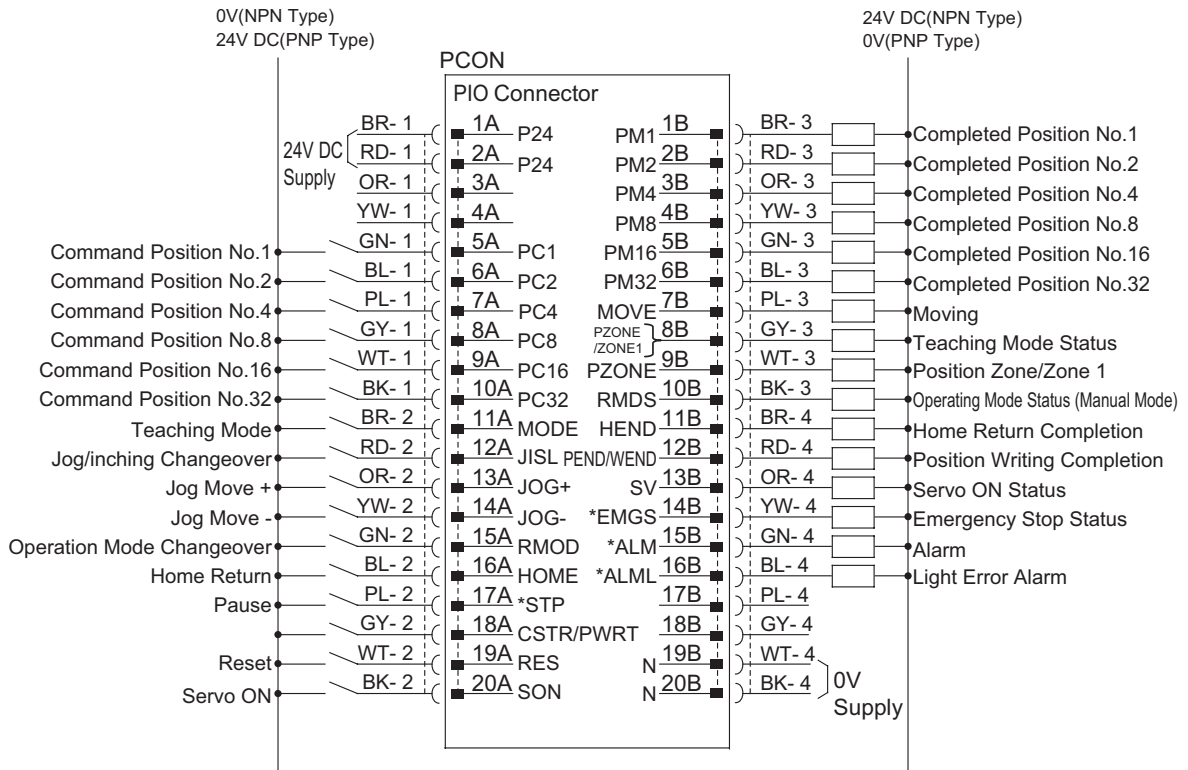 0V(NPN Type)
24V DC(PNP Type)
24V DC(NPN Type)
0V(PNP Type)
PCON
PIO Connector
24V DC
Supply
BR- 1 1A P24 PM1 1B BR- 3 Completed Position No.1
RD- 1 2A P24 PM2 2B RD- 3 Completed Position No.2
OR- 1 3A PM4 3B OR- 3 Completed Position No.4
YW- 1 4A PM8 4B YW- 3 Completed Position No.8
Command Position No.1 GN- 1 5A PC1 PM16 5B GN- 3 Completed Position No.16
Command Position No.2 BL- 1 6A PC2 PM32 6B BL- 3 Completed Position No.32
Command Position No.4 PL- 1 7A PC4 MOVE 7B PL- 3 Moving
Command Position No.8 GY- 1 8A PC8 PZONE /ZONE1 8B GY- 3 Teaching Mode Status
Command Position No.16 WT- 1 9A PC16 PZONE 9B WT- 3 Position Zone/Zone 1
Command Position No.32 BK- 1 10A PC32 RMDS 10B BK- 3 Operating Mode Status (Manual Mode)
Teaching Mode BR- 2 11A MODE HEND 11B BR- 4 Home Return Completion
Jog/inching Changeover RD- 2 12A JISL PEND/WEND 12B RD- 4 Position Writing Completion
Jog Move + OR- 2 13A JOG+ SV 13B OR- 4 Servo ON Status
Jog Move - YW- 2 14A JOG- *EMGS 14B YW- 4 Emergency Stop Status
Operation Mode Changeover GN- 2 15A RMOD *ALM 15B GN- 4 Alarm
Home Return BL- 2 16A HOME *ALML 16B BL- 4 Light Error Alarm
Pause PL- 2 17A *STP 17B PL- 4
GY- 2 18A CSTR/PWRT 18B GY- 4
Reset WT- 2 19A RES N 19B WT- 4
Servo ON BK- 2 20A SON N 20B BK- 4
0V
Supply